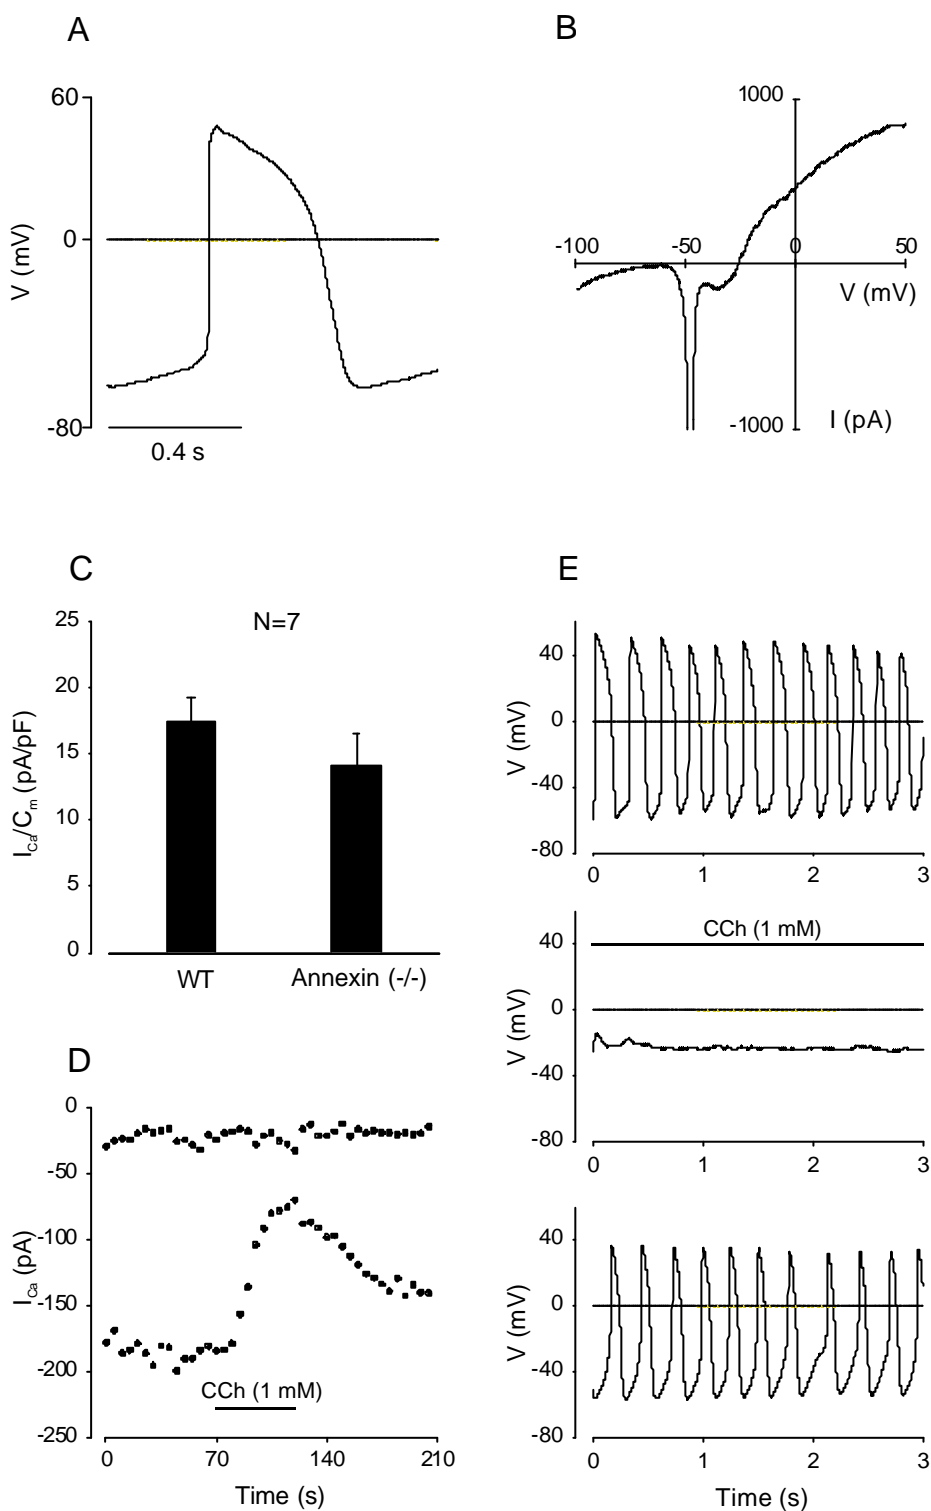 A
60
0
-80
V (mV)
0.4 s
B
1000
-100
-50
0
50
V (mV)
-1000
I (pA)
C
N=7
25
20
15
10
5
0
I_Ca/C_m (pA/pF)
WT
Annexin (-/-)
D
0
-50
-100
-150
-200
-250
I_Ca (pA)
CCh (1 mM)
0
70
140
210
Time (s)
E
40
0
-40
-80
V (mV)
0
1
2
3
CCh (1 mM)
40
0
-40
-80
V (mV)
0
1
2
3
40
0
-40
-80
V (mV)
0
1
2
3
Time (s)